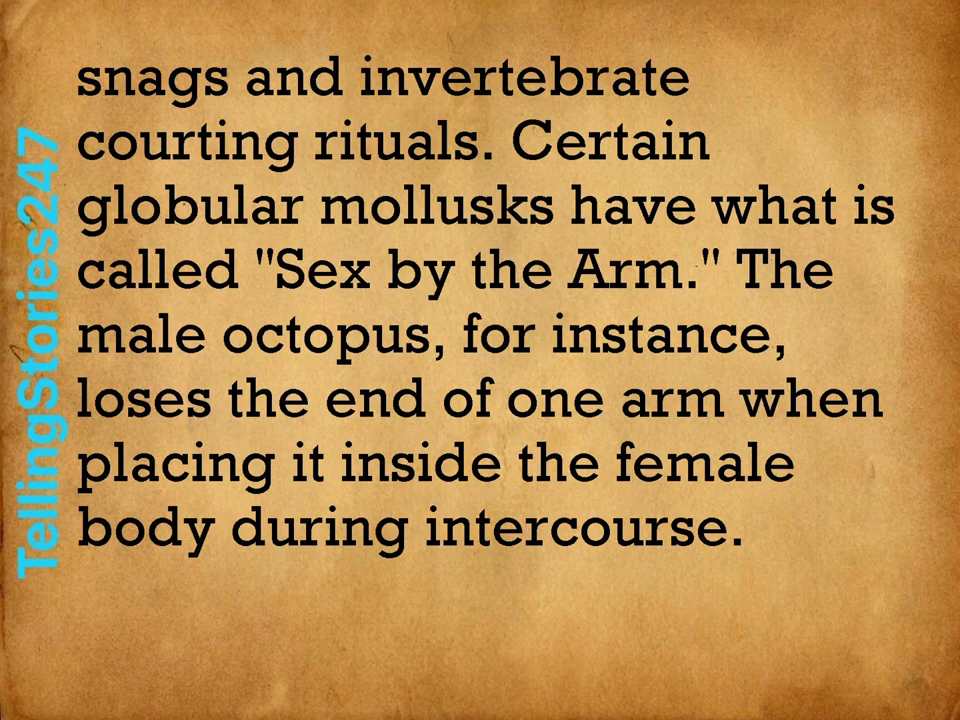 snags and invertebrate
courting rituals. Certain
globular mollusks have what is
called "Sex by the Arm." The
male octopus, for instance,
loses the end of one arm when
placing it inside the female
body during intercourse.
TellingStories247